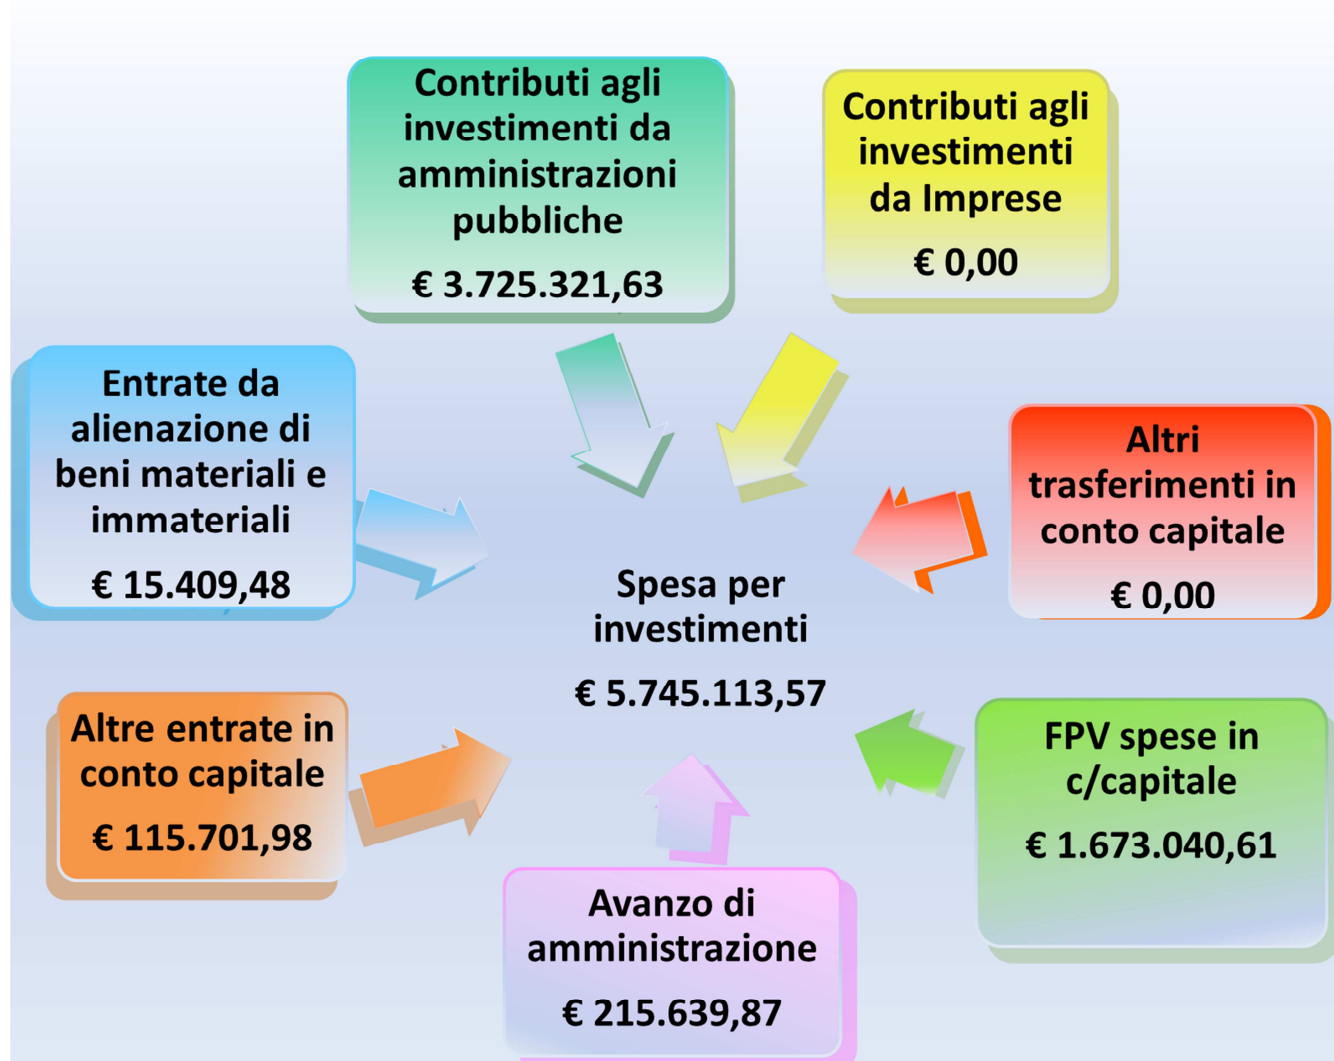 Contributi agli
investimenti da
amministrazioni
pubbliche
€ 3.725.321,63
Contributi agli
investimenti
da Imprese
€ 0,00
Entrate da
alienazione di
beni materiali e
immateriali
€ 15.409,48
Altri
trasferimenti in
conto capitale
€ 0,00
Spesa per
investimenti
€ 5.745.113,57
Altre entrate in
conto capitale
€ 115.701,98
FPV spese in
c/capitale
€ 1.673.040,61
Avanzo di
amministrazione
€ 215.639,87